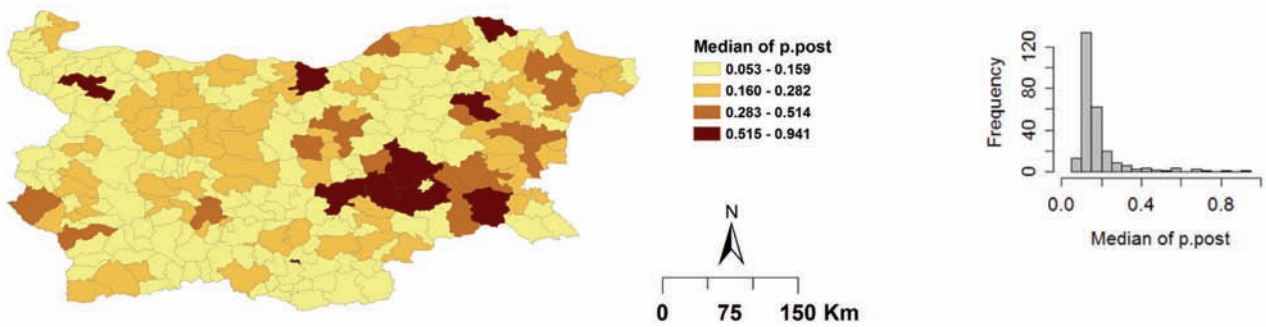 Median of p.post
0.053 - 0.159
0.160 - 0.282
0.283 - 0.514
0.515 - 0.941
N
0 75 150 Km
Frequency
0 40 80 120
0.0 0.4 0.8
Median of p.post